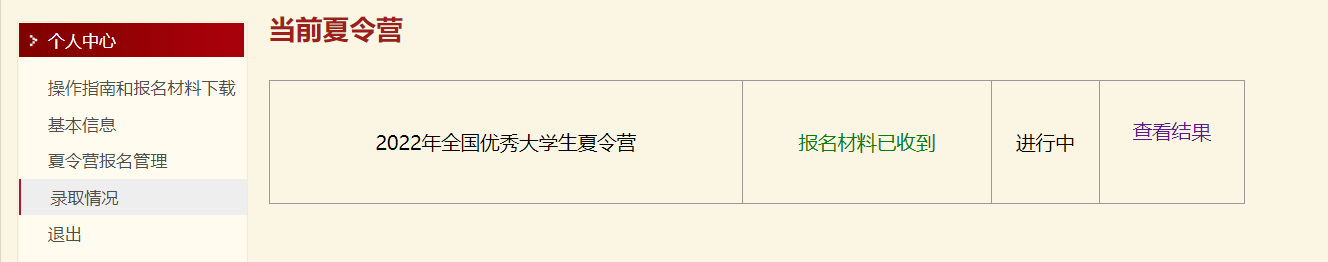 个人中心
操作指南和报名材料下载
基本信息
夏令营报名管理
录取情况
退出
当前夏令营
2022年全国优秀大学生夏令营 报名材料已收到 进行中 查看结果